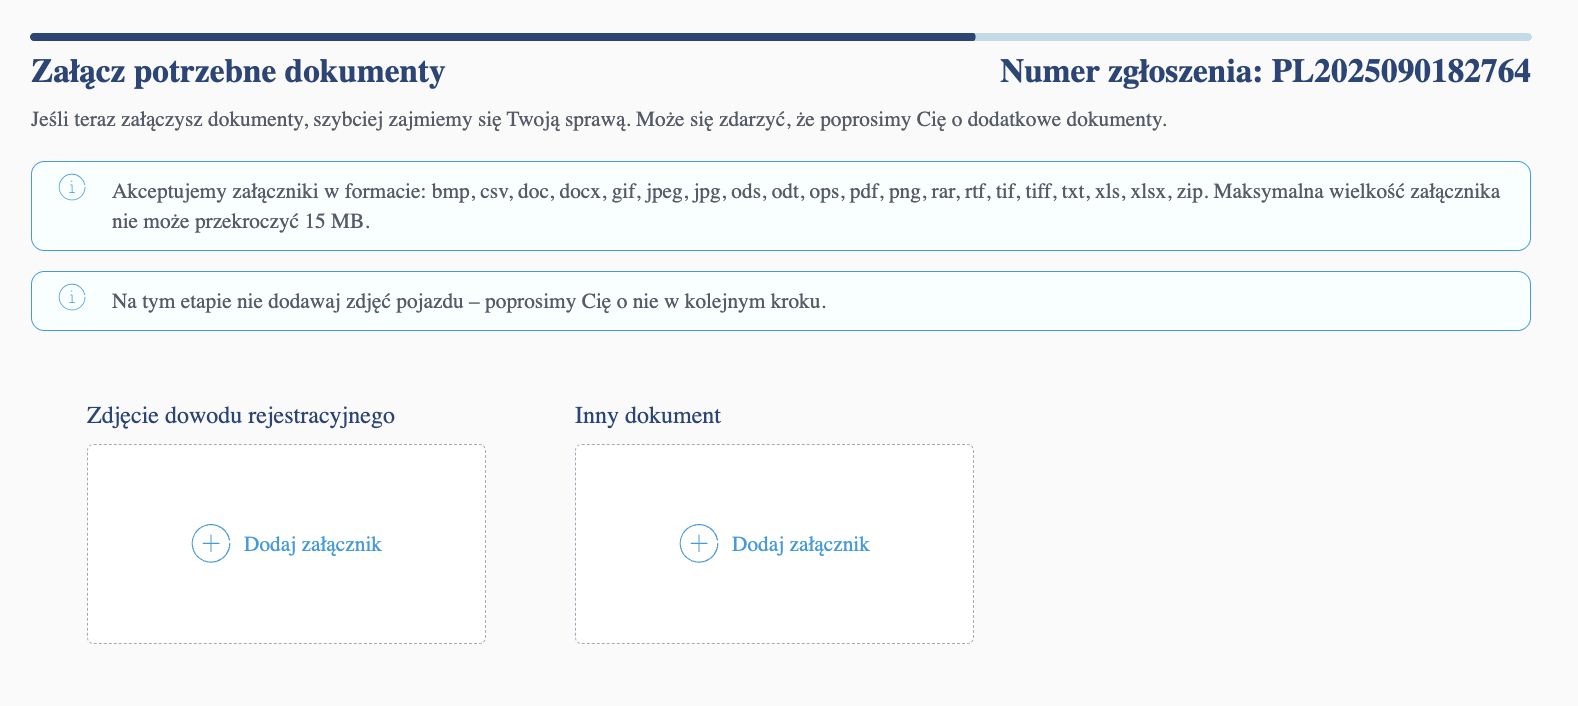 Załącz potrzebne dokumenty
Numer zgłoszenia: PL2025090182764
Jeśli teraz załączysz dokumenty, szybciej zajmiemy się Twoją sprawą. Może się zdarzyć, że poprosimy Cię o dodatkowe dokumenty.
Akceptujemy załączniki w formacie: bmp, csv, doc, docx, gif, jpeg, jpg, ods, odt, ops, pdf, png, rar, rtf, tif, tiff, txt, xls, xlsx, zip. Maksymalna wielkość załącznika
nie może przekroczyć 15 MB.
Na tym etapie nie dodawaj zdjęć pojazdu – poprosimy Cię o nie w kolejnym kroku.
Zdjęcie dowodu rejestracyjnego
Inny dokument
Dodaj załącznik
Dodaj załącznik